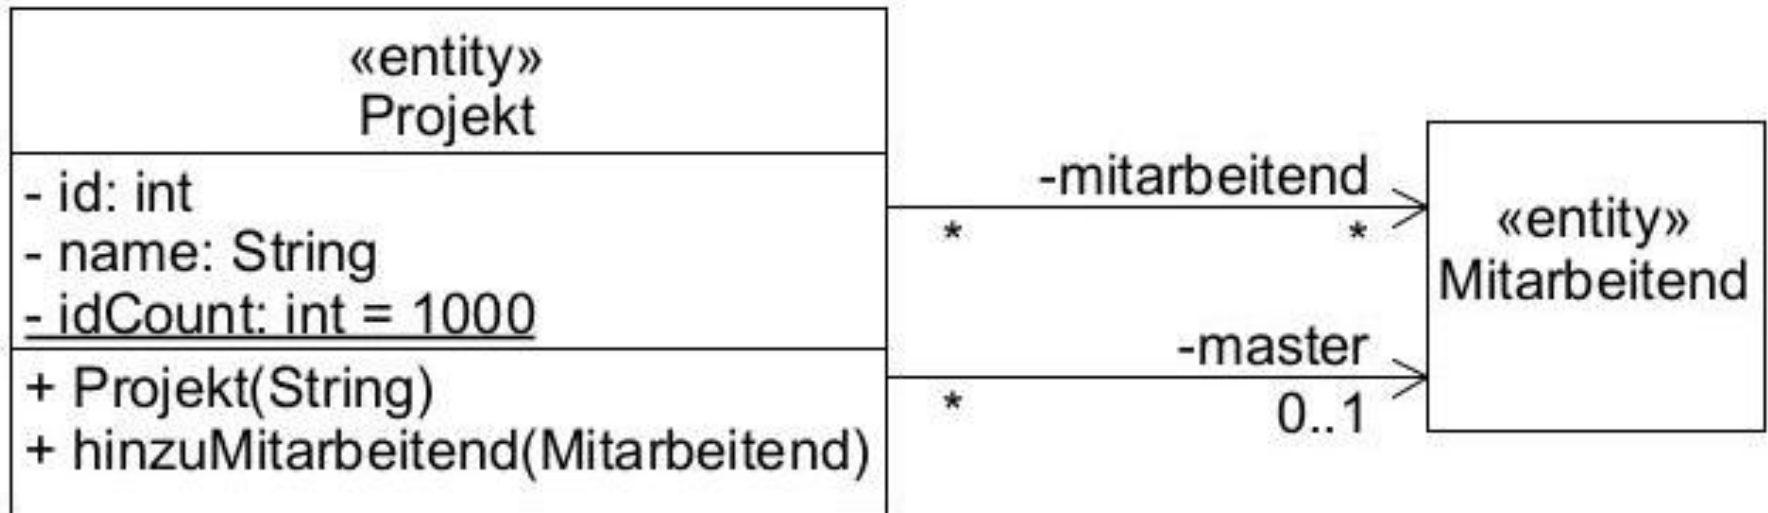 «entity»
Projekt
- id: int
- name: String
- idCount: int = 1000
+ Projekt(String)
+ hinzuMitarbeitend(Mitarbeitend)
-mitarbeitend
* *
-master
* 0..1
«entity»
Mitarbeitend